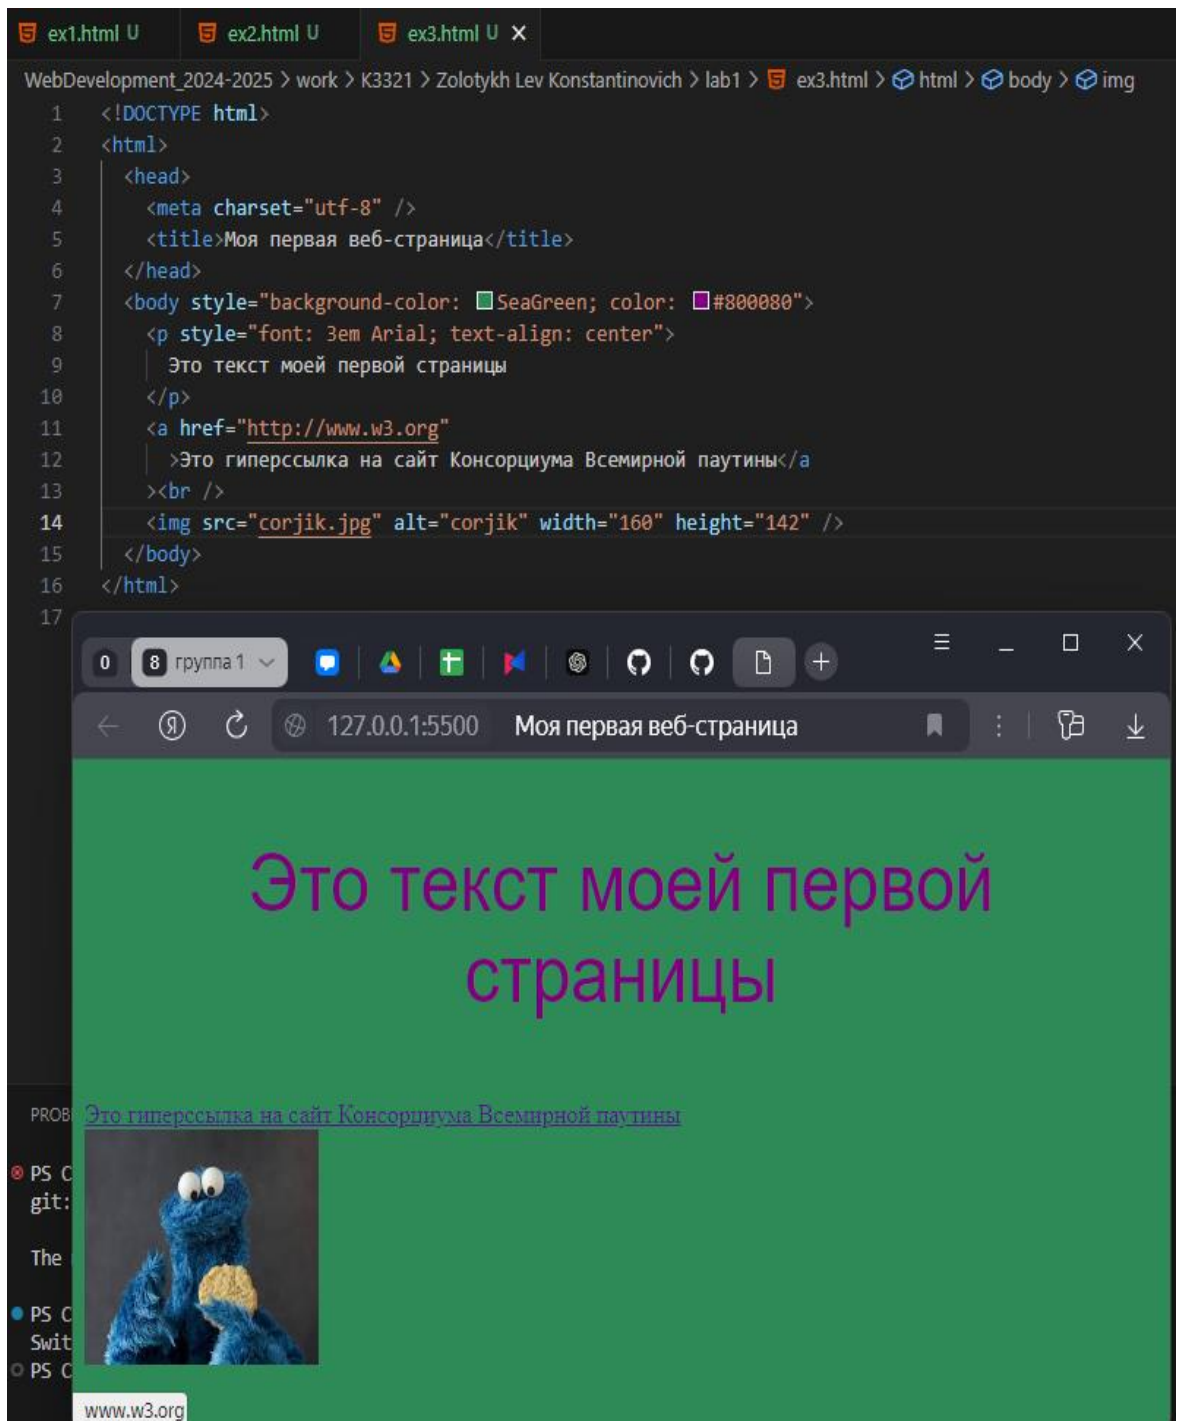 ex1.html U ex2.html U ex3.html U
WebDevelopment_2024-2025 > work > K3321 > Zolotykh Lev Konstantinovich > lab1 > ex3.html > html > body > img
1 <!DOCTYPE html>
2 <html>
3 <head>
4 <meta charset="utf-8" />
5 <title>Моя первая веб-страница</title>
6 </head>
7 <body style="background-color: SeaGreen; color: #800080">
8 <p style="font: 3em Arial; text-align: center">
9 Это текст моей первой страницы
10 </p>
11 <a href="http://www.w3.org"
12 >Это гиперссылка на сайт Консорциума Всемирной паутины</a
13 ><br />
14 <img src="corjik.jpg" alt="corjik" width="160" height="142" />
15 </body>
16 </html>
17
0 8 группа 1
127.0.0.1:5500 Моя первая веб-страница
Это текст моей первой
страницы
PROB
Это гиперссылка на сайт Консорциума Всемирной паутины
PS C
git:
The
PS C
Swit
PS C
www.w3.org